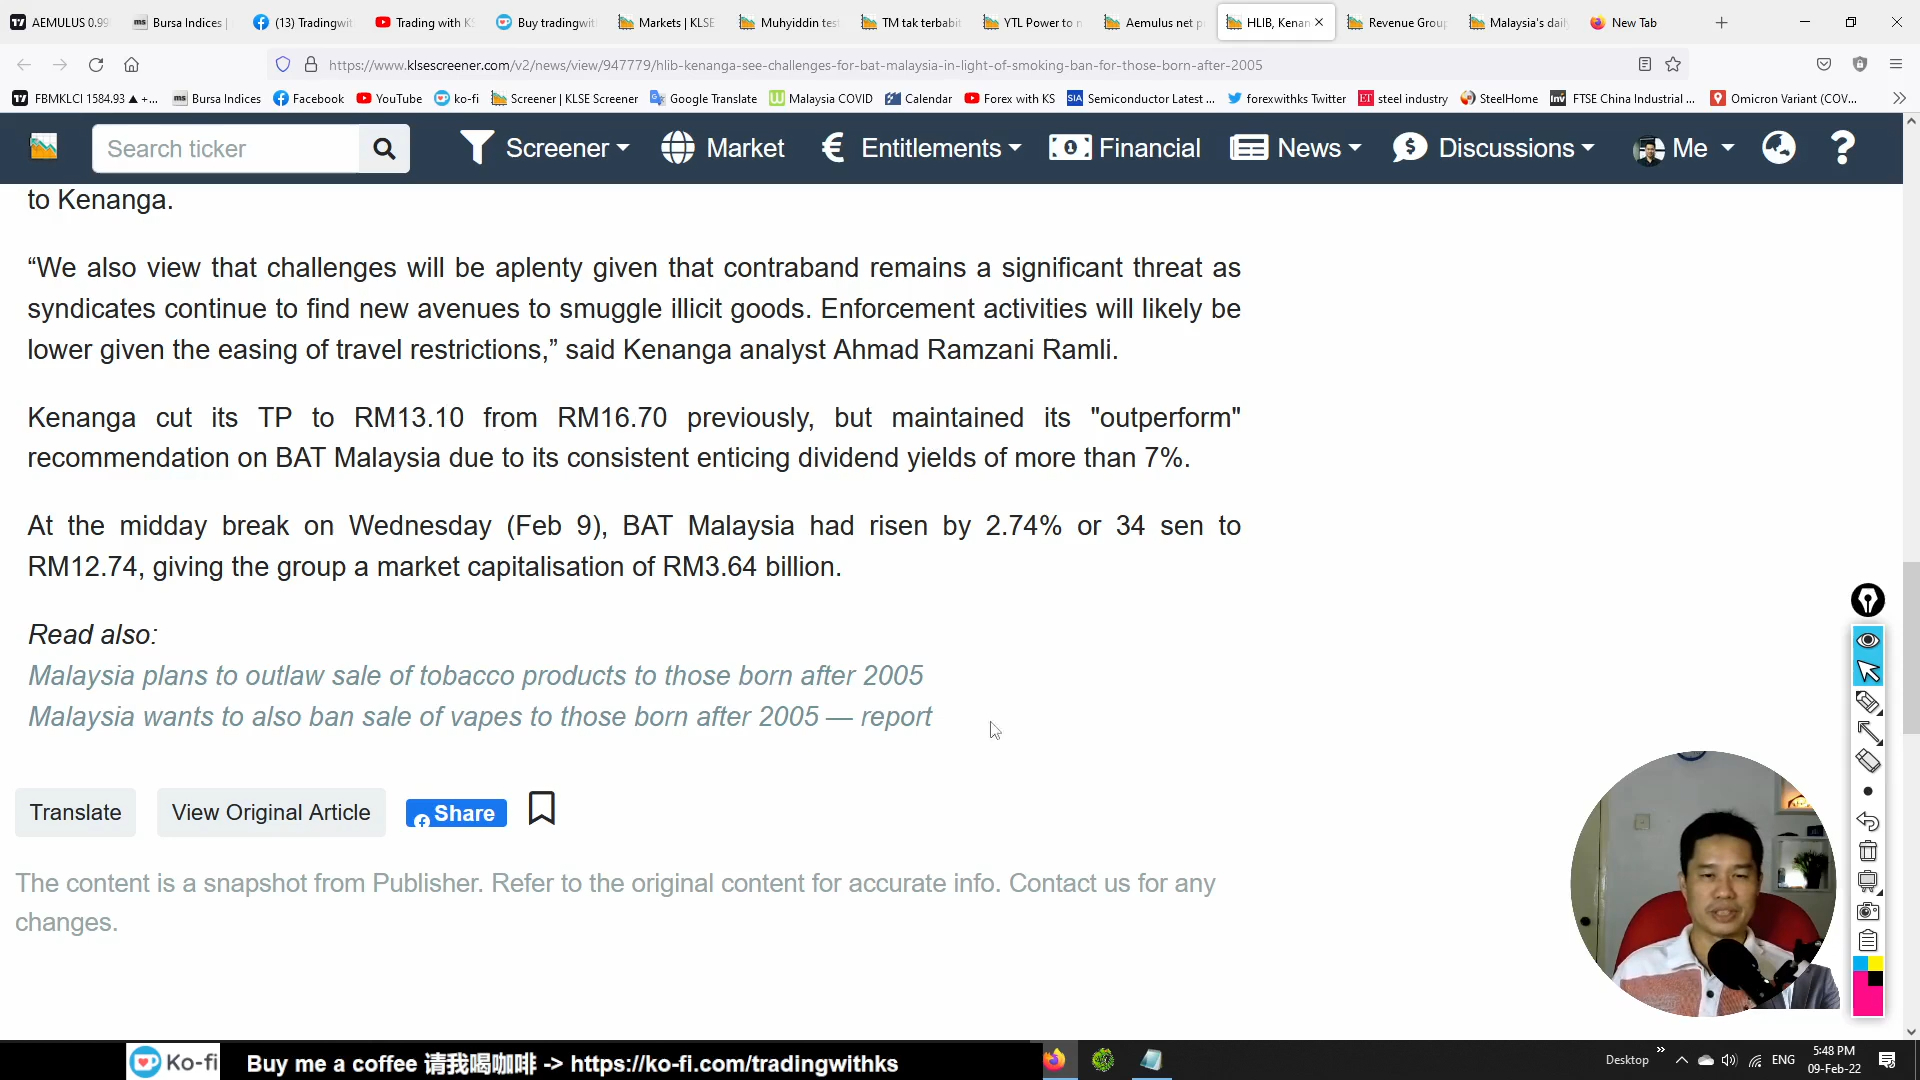 AEMULUS 0.99
Bursa Indices |
(13) Tradingwit
Trading with KS
Buy tradingwit
Markets | KLSE
Muhyiddin tes
TM tak terbabit
YTL Power to
Aemulus net p
HLIB, Kenan
Revenue Group
Malaysia's dail
New Tab
https://www.klsescreener.com/v2/news/view/947779/hlib-kenanga-see-challenges-for-bat-malaysia-in-light-of-smoking-ban-for-those-born-after-2005
FBMKLCI 1584.93 ▲ +...
Bursa Indices
Facebook
YouTube
ko-fi
Screener | KLSE Screener
Google Translate
Malaysia COVID
Calendar
Forex with KS
Semiconductor Latest ...
forexwithks Twitter
steel industry
SteelHome
FTSE China Industrial ...
Omicron Variant (COV...
Search ticker
Screener
Market
Entitlements
Financial
News
Discussions
Me
to Kenanga.
“We also view that challenges will be aplenty given that contraband remains a significant threat as
syndicates continue to find new avenues to smuggle illicit goods. Enforcement activities will likely be
lower given the easing of travel restrictions,” said Kenanga analyst Ahmad Ramzani Ramli.
Kenanga cut its TP to RM13.10 from RM16.70 previously, but maintained its "outperform"
recommendation on BAT Malaysia due to its consistent enticing dividend yields of more than 7%.
At the midday break on Wednesday (Feb 9), BAT Malaysia had risen by 2.74% or 34 sen to
RM12.74, giving the group a market capitalisation of RM3.64 billion.
Read also:
Malaysia plans to outlaw sale of tobacco products to those born after 2005
Malaysia wants to also ban sale of vapes to those born after 2005 — report
Translate
View Original Article
Share
The content is a snapshot from Publisher. Refer to the original content for accurate info. Contact us for any
changes.
Ko-fi
Buy me a coffee 请我喝咖啡 -> https://ko-fi.com/tradingwithks
Desktop
ENG
5:48 PM
09-Feb-22